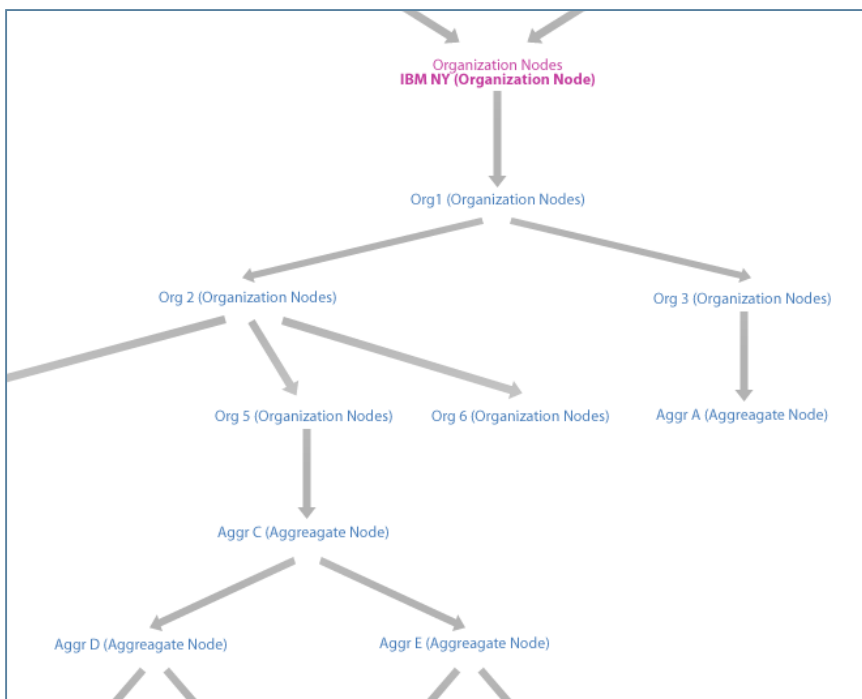 Organization Nodes
IBM NY (Organization Node)
Org1 (Organization Nodes)
Org 2 (Organization Nodes)
Org 3 (Organization Nodes)
Org 5 (Organization Nodes)
Org 6 (Organization Nodes)
Aggr A (Aggreagate Node)
Aggr C (Aggreagate Node)
Aggr D (Aggreagate Node)
Aggr E (Aggreagate Node)